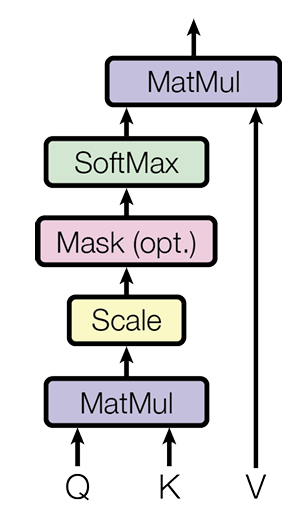 MatMul
SoftMax
Mask (opt.)
Scale
MatMul
Q K V